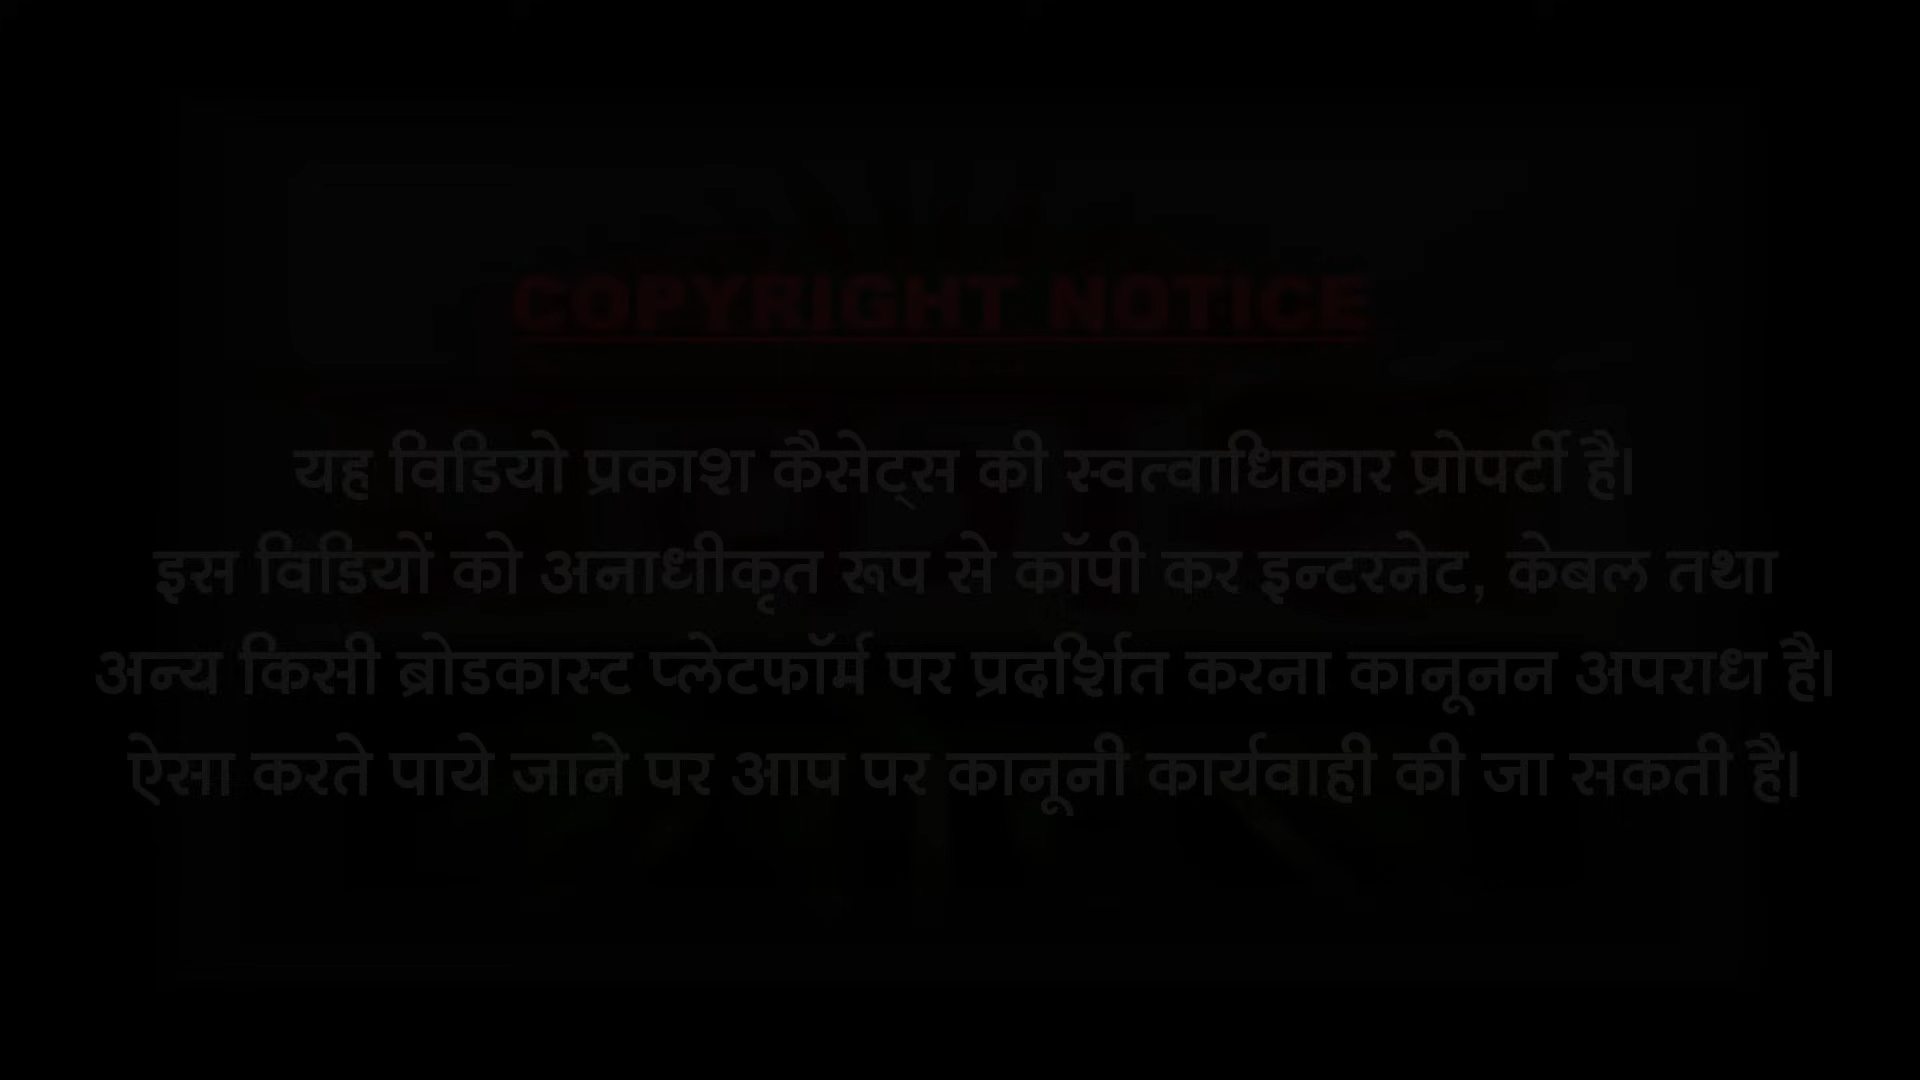 COPYRIGHT NOTICE
यह विडियो प्रकाश कैसेट्स की स्वत्वाधिकार प्रोपर्टी है।
इस विडियों को अनाधीकृत रूप से कॉपी कर इन्टरनेट, केबल तथा
अन्य किसी ब्रोडकास्ट प्लेटफॉर्म पर प्रदर्शित करना कानूनन अपराध है।
ऐसा करते पाये जाने पर आप पर कानूनी कार्यवाही की जा सकती है।